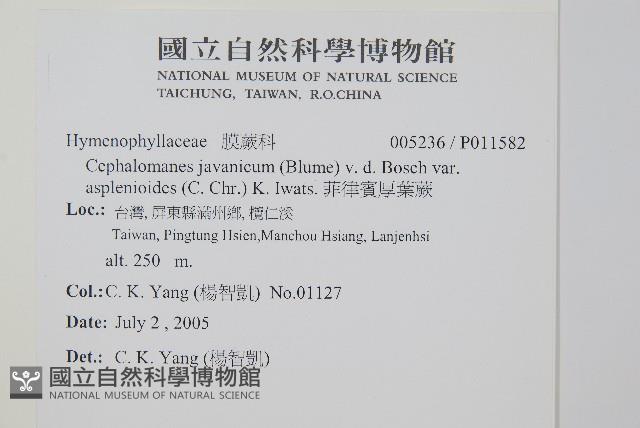 國立自然科學博物館
NATIONAL MUSEUM OF NATURAL SCIENCE
TAICHUNG, TAIWAN, R.O.CHINA
Hymenophyllaceae 膜蕨科 005236 / P011582
Cephalomanes javanicum (Blume) v. d. Bosch var.
asplenioides (C. Chr.) K. Iwats. 菲律賓厚葉蕨
Loc.: 台灣, 屏東縣滿州鄉, 欖仁溪
Taiwan, Pingtung Hsien,Manchou Hsiang, Lanjenhsi
alt. 250 m.
Col.:C. K. Yang (楊智凱) No.01127
Date: July 2 , 2005
Det.: C. K. Yang (楊智凱)
國立自然科學博物館
NATIONAL MUSEUM OF NATURAL SCIENCE